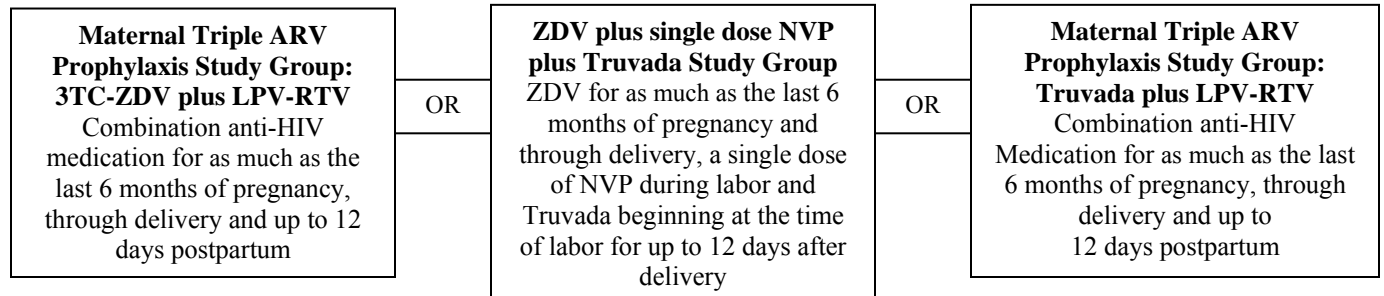 Maternal Triple ARV
Prophylaxis Study Group:
3TC-ZDV plus LPV-RTV
Combination anti-HIV
medication for as much as the
last 6 months of pregnancy,
through delivery and up to 12
days postpartum
OR
ZDV plus single dose NVP
plus Truvada Study Group
ZDV for as much as the last 6
months of pregnancy and
through delivery, a single dose
of NVP during labor and
Truvada beginning at the time
of labor for up to 12 days after
delivery
OR
Maternal Triple ARV
Prophylaxis Study Group:
Truvada plus LPV-RTV
Combination anti-HIV
Medication for as much as the last
6 months of pregnancy, through
delivery and up to
12 days postpartum